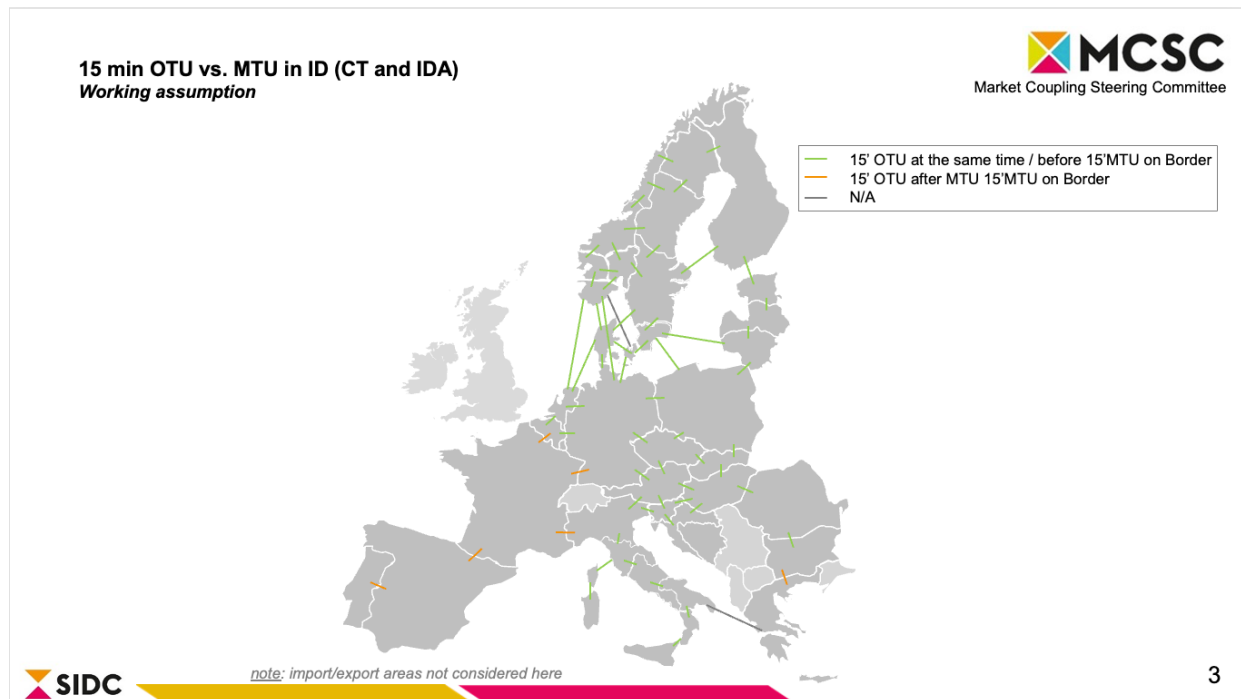 15 min OTU vs. MTU in ID (CT and IDA)
Working assumption
MCSC
Market Coupling Steering Committee
15' OTU at the same time / before 15'MTU on Border
15' OTU after MTU 15'MTU on Border
N/A
note: import/export areas not considered here
SIDC
3